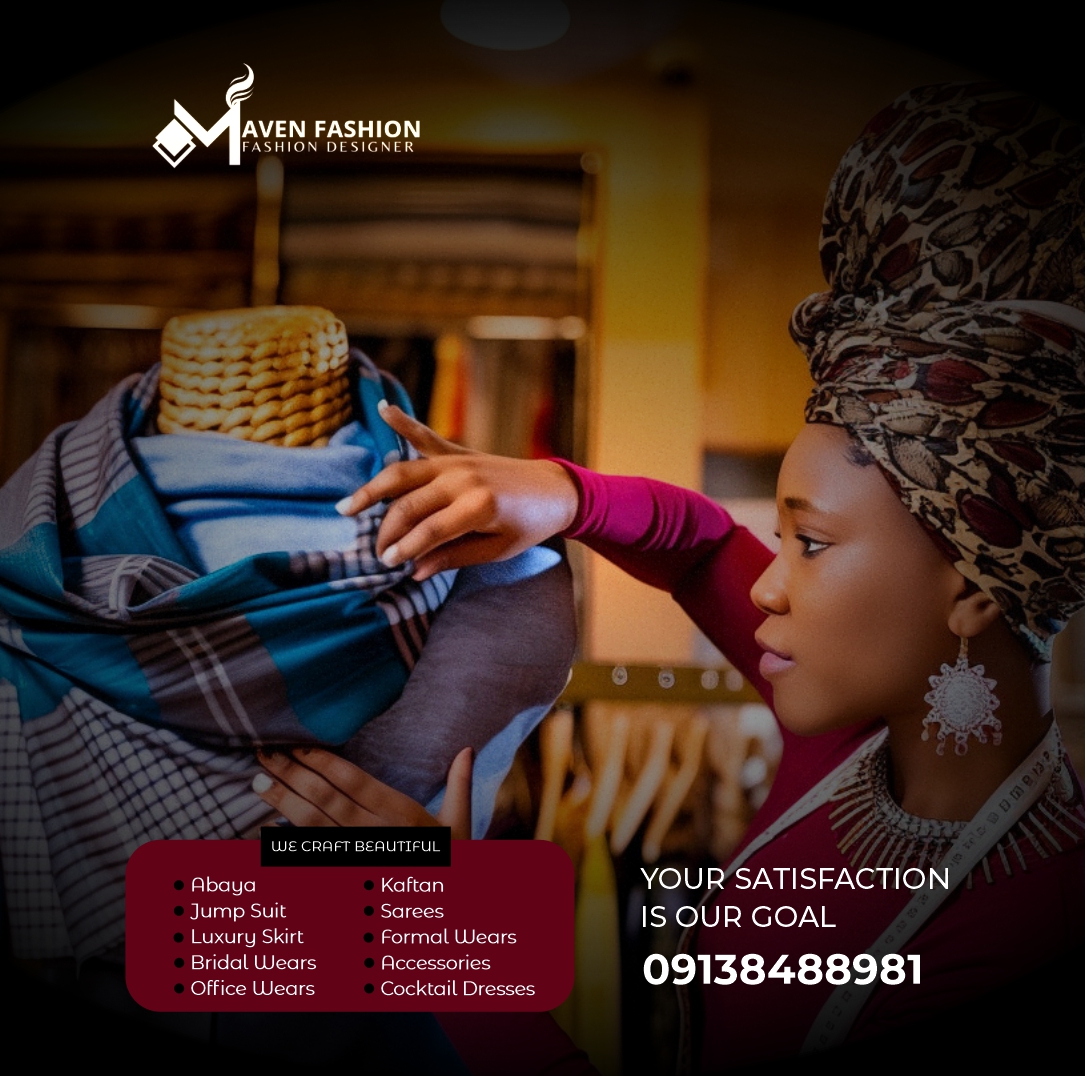 MAVEN FASHION
FASHION DESIGNER
WE CRAFT BEAUTIFUL
Abaya
Jump Suit
Luxury Skirt
Bridal Wears
Office Wears
Kaftan
Sarees
Formal Wears
Accessories
Cocktail Dresses
YOUR SATISFACTION
IS OUR GOAL
09138488981